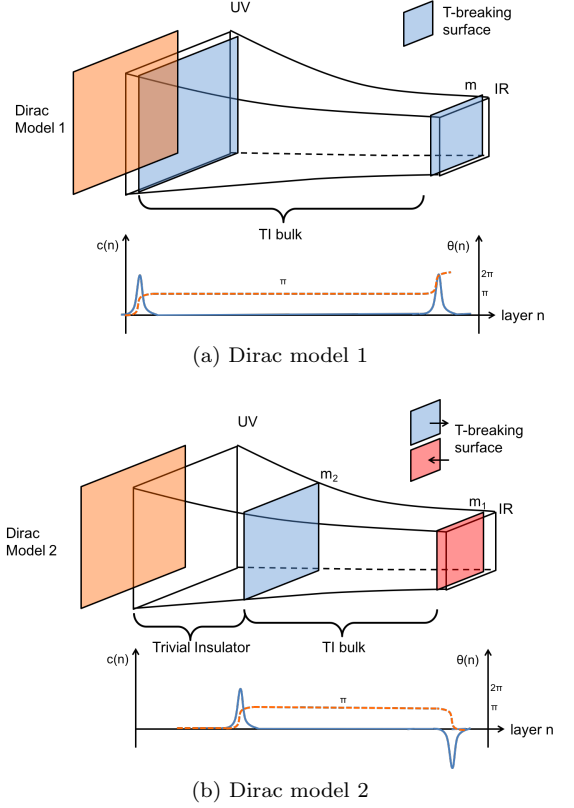 UV
T-breaking
surface
m
IR
Dirac
Model 1
TI bulk
c(n)
θ(n)
2π
π
π
layer n
(a) Dirac model 1
UV
T-breaking
surface
m2
m1
IR
Dirac
Model 2
Trivial Insulator
TI bulk
c(n)
θ(n)
2π
π
π
layer n
(b) Dirac model 2